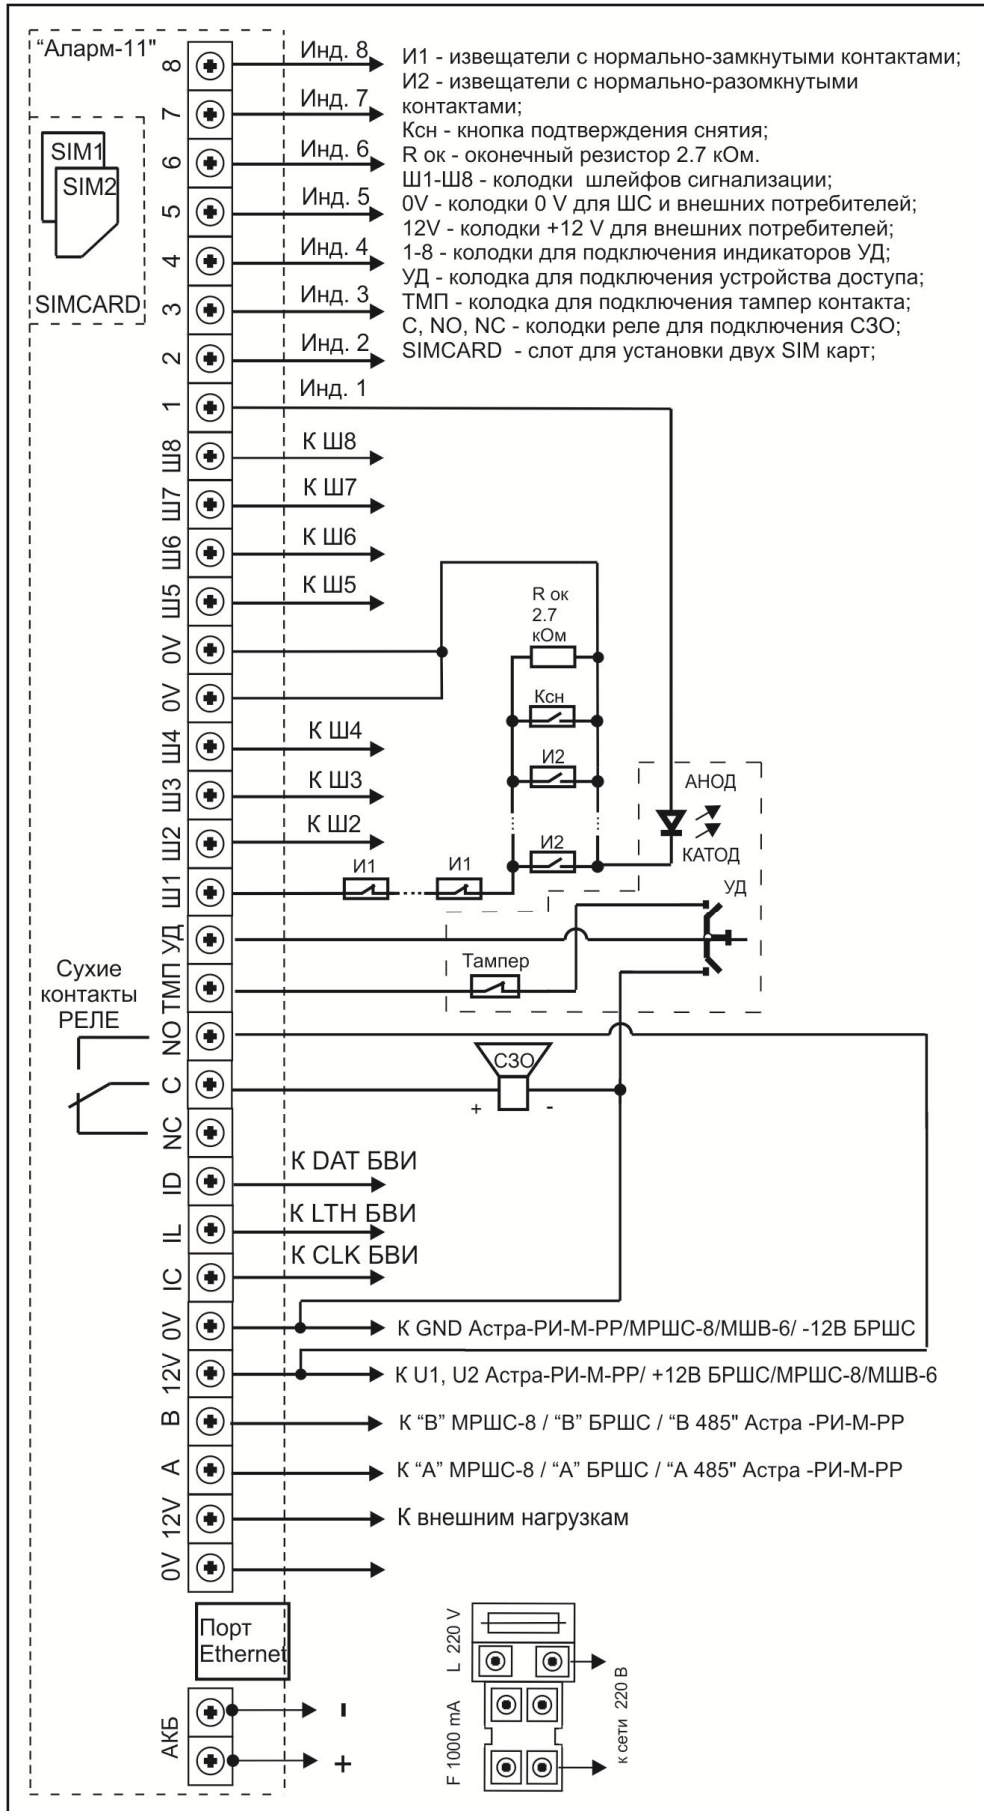 "Аларм-11"
SIM1
SIM2
SIMCARD
И1 - извещатели с нормально-замкнутыми контактами;
И2 - извещатели с нормально-разомкнутыми
контактами;
Ксн - кнопка подтверждения снятия;
R ок - оконечный резистор 2.7 кОм.
Ш1-Ш8 - колодки шлейфов сигнализации;
0V - колодки 0 V для ШС и внешних потребителей;
12V - колодки +12 V для внешних потребителей;
1-8 - колодки для подключения индикаторов УД;
УД - колодка для подключения устройства доступа;
ТМП - колодка для подключения тампер контакта;
C, NO, NC - колодки реле для подключения СЗО;
SIMCARD - слот для установки двух SIM карт;
8 Инд. 8
7 Инд. 7
6 Инд. 6
5 Инд. 5
4 Инд. 4
3 Инд. 3
2 Инд. 2
1 Инд. 1
Ш8 К Ш8
Ш7 К Ш7
Ш6 К Ш6
Ш5 К Ш5
0V
0V
R ок
2.7
кОм
Ксн
И2
И2
Ш4 К Ш4
Ш3 К Ш3
Ш2 К Ш2
Ш1 И1 И1
АНОД
КАТОД
УД
УД
ТМП Тампер
Сухие
контакты
РЕЛЕ
NO
C
СЗО
+ -
NC
ID К DAT БВИ
IL К LTH БВИ
IC К CLK БВИ
0V К GND Астра-РИ-М-РР/МРШС-8/МШВ-6/ -12В БРШС
12V К U1, U2 Астра-РИ-М-РР/ +12В БРШС/МРШС-8/МШВ-6
B К "В" МРШС-8 / "В" БРШС / "В 485" Астра -РИ-М-РР
A К "А" МРШС-8 / "А" БРШС / "А 485" Астра -РИ-М-РР
12V К внешним нагрузкам
0V
Порт
Ethernet
АКБ
-
+
L 220 V
F 1000 mA
к сети 220 В